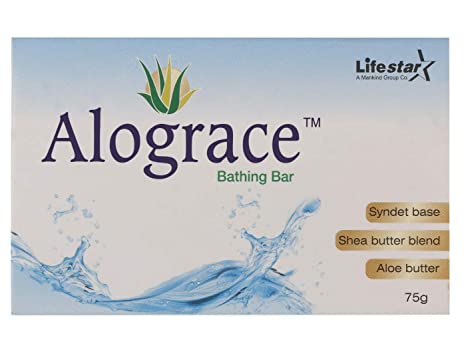 Lifestar
A Mankind Group Co.
Alograce™
Bathing Bar
Syndet base
Shea butter blend
Aloe butter
75g